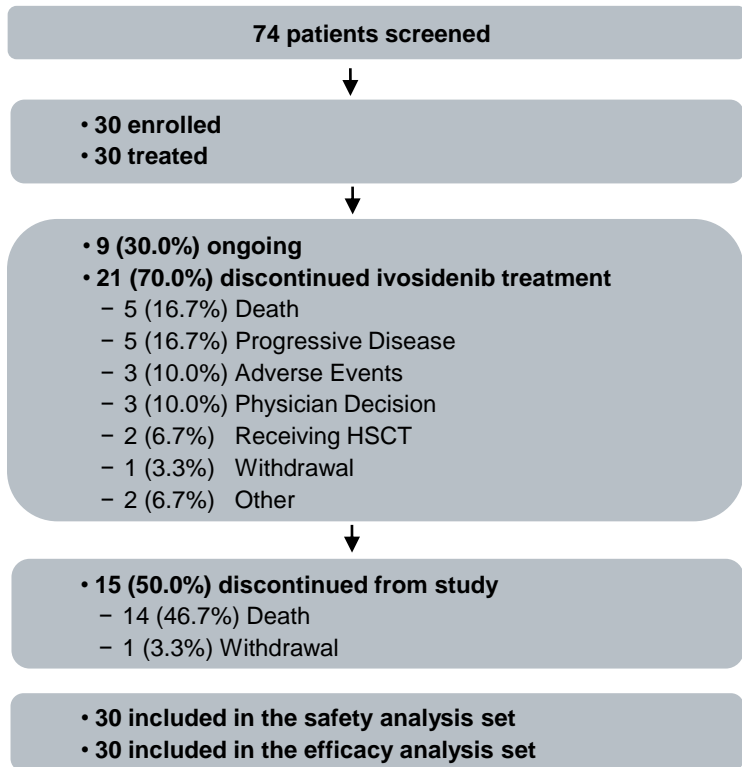 74 patients screened
• 30 enrolled
• 30 treated
• 9 (30.0%) ongoing
• 21 (70.0%) discontinued ivosidenib treatment
− 5 (16.7%) Death
− 5 (16.7%) Progressive Disease
− 3 (10.0%) Adverse Events
− 3 (10.0%) Physician Decision
− 2 (6.7%) Receiving HSCT
− 1 (3.3%) Withdrawal
− 2 (6.7%) Other
• 15 (50.0%) discontinued from study
− 14 (46.7%) Death
− 1 (3.3%) Withdrawal
• 30 included in the safety analysis set
• 30 included in the efficacy analysis set